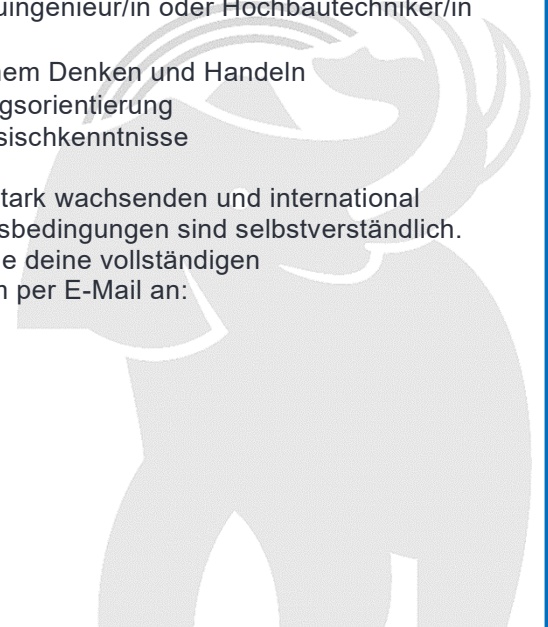 uingenieur/in oder Hochbautechniker/in
nem Denken und Handeln
gsorientierung
sischkenntnisse
tark wachsenden und international
sbedingungen sind selbstverständlich.
e deine vollständigen
n per E-Mail an: